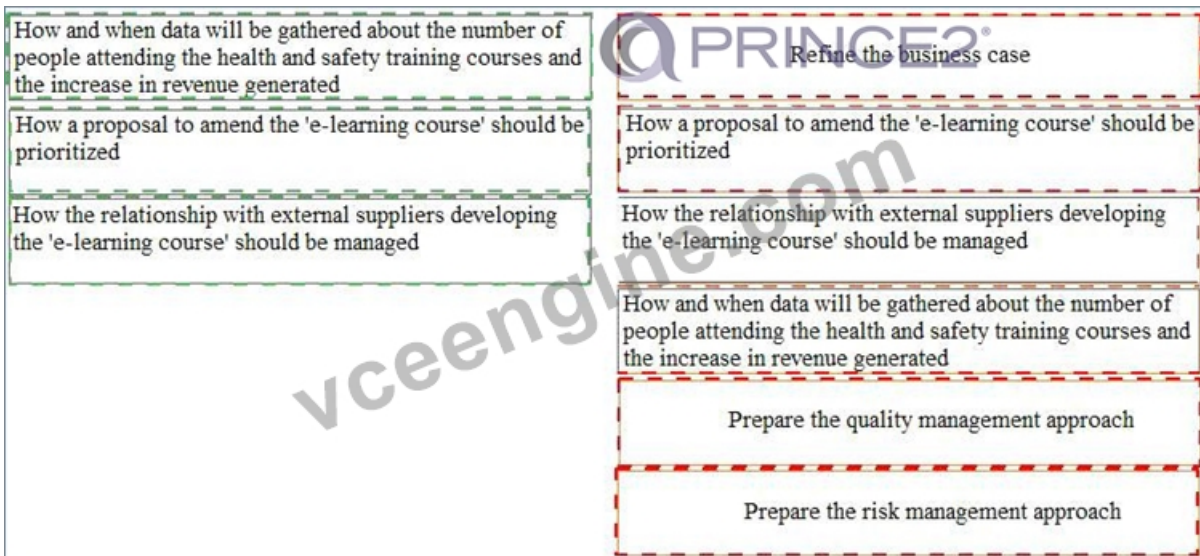 How and when data will be gathered about the number of
people attending the health and safety training courses and
the increase in revenue generated
How a proposal to amend the 'e-learning course' should be
prioritized
How the relationship with external suppliers developing
the 'e-learning course' should be managed
PRINCE2®
Refine the business case
How a proposal to amend the 'e-learning course' should be
prioritized
How the relationship with external suppliers developing
the 'e-learning course' should be managed
How and when data will be gathered about the number of
people attending the health and safety training courses and
the increase in revenue generated
Prepare the quality management approach
Prepare the risk management approach
vceengine.com